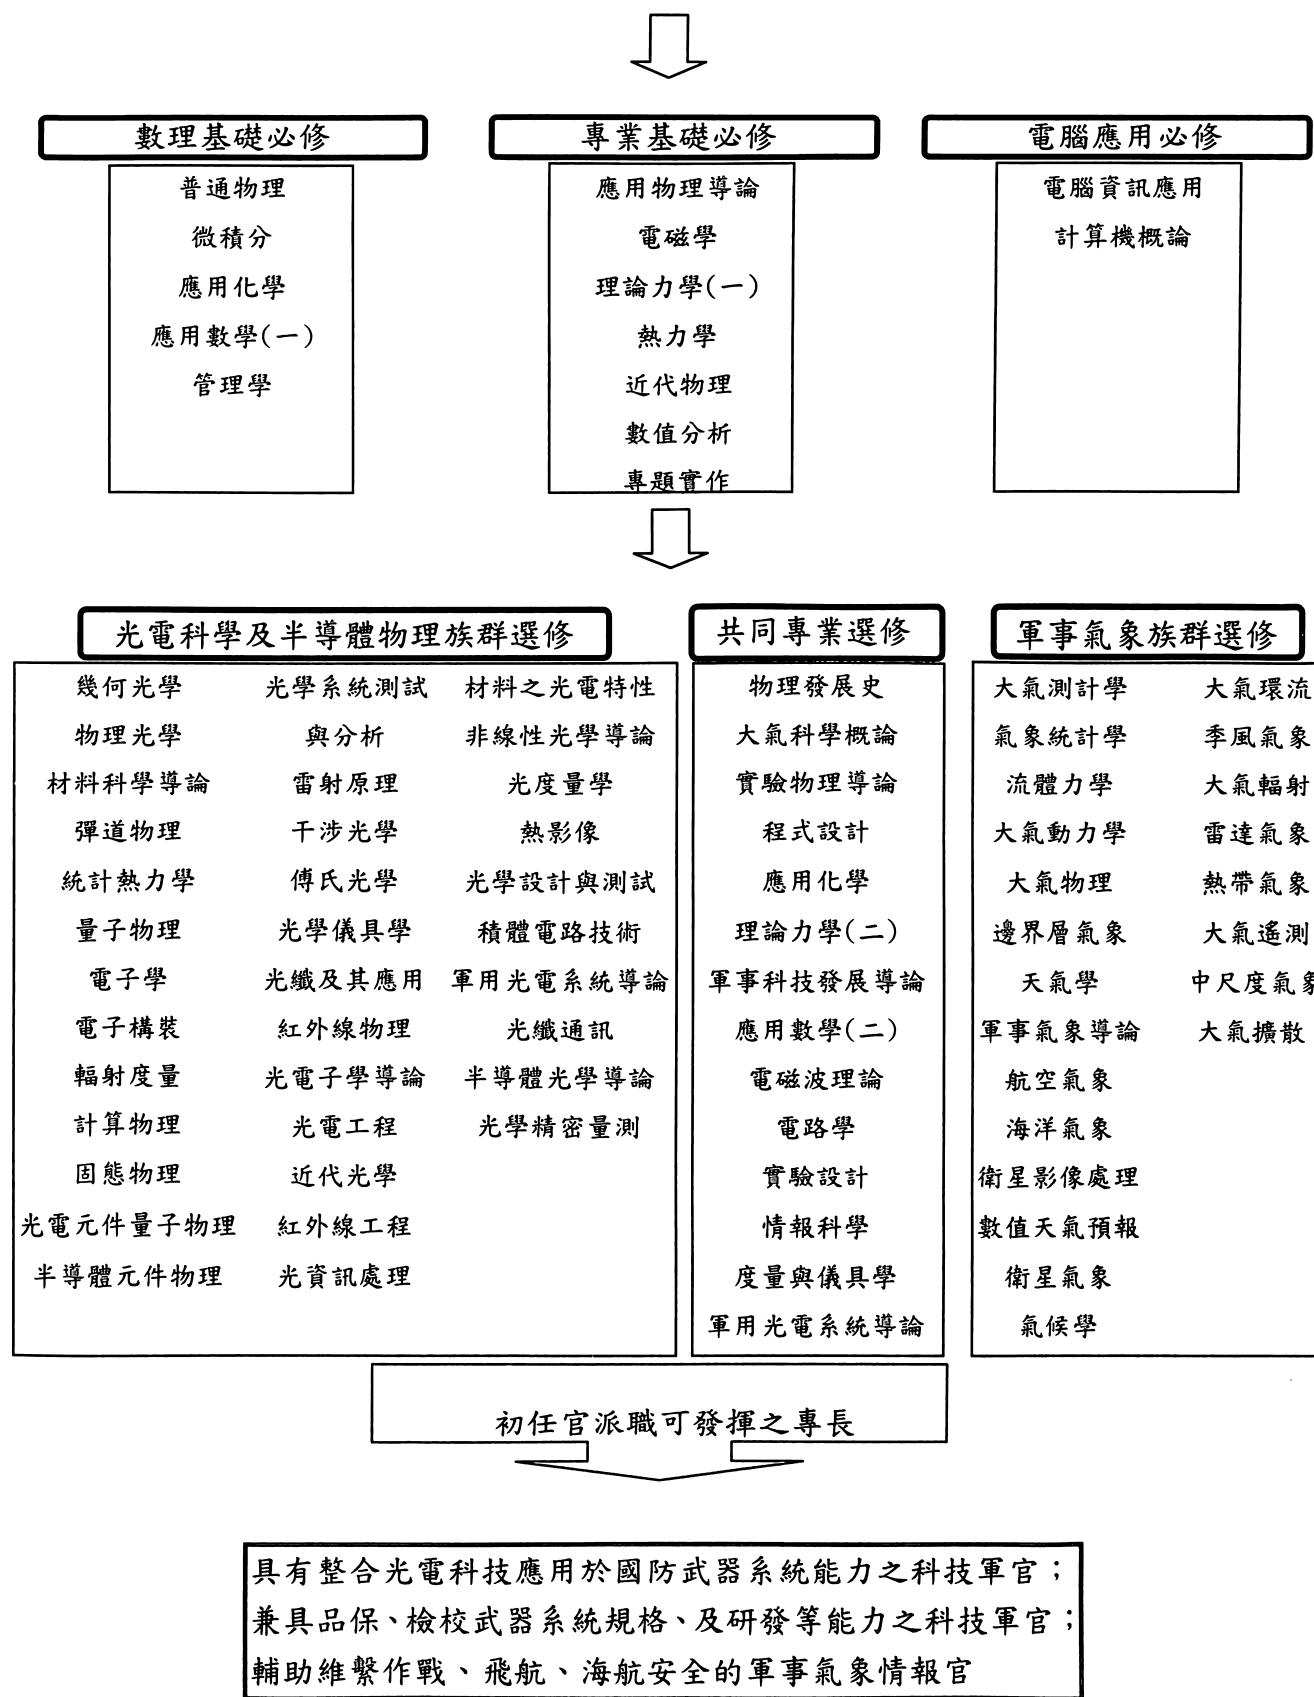 數理基礎必修
普通物理
微積分
應用化學
應用數學(一)
管理學
專業基礎必修
應用物理導論
電磁學
理論力學(一)
熱力學
近代物理
數值分析
專題實作
電腦應用必修
電腦資訊應用
計算機概論
光電科學及半導體物理族群選修
幾何光學
物理光學
材料科學導論
彈道物理
統計熱力學
量子物理
電子學
電子構裝
輻射度量
計算物理
固態物理
光電元件量子物理
半導體元件物理
光學系統測試
與分析
雷射原理
干涉光學
傅氏光學
光學儀具學
光纖及其應用
紅外線物理
光電子學導論
光電工程
近代光學
紅外線工程
光資訊處理
材料之光電特性
非線性光學導論
光度量學
熱影像
光學設計與測試
積體電路技術
軍用光電系統導論
光纖通訊
半導體光學導論
光學精密量測
共同專業選修
物理發展史
大氣科學概論
實驗物理導論
程式設計
應用化學
理論力學(二)
軍事科技發展導論
應用數學(二)
電磁波理論
電路學
實驗設計
情報科學
度量與儀具學
軍用光電系統導論
軍事氣象族群選修
大氣測計學
氣象統計學
流體力學
大氣動力學
大氣物理
邊界層氣象
天氣學
軍事氣象導論
航空氣象
海洋氣象
衛星影像處理
數值天氣預報
衛星氣象
氣候學
大氣環流
季風氣象
大氣輻射
雷達氣象
熱帶氣象
大氣遙測
中尺度氣象
大氣擴散
初任官派職可發揮之專長
具有整合光電科技應用於國防武器系統能力之科技軍官；
兼具品保、檢校武器系統規格、及研發等能力之科技軍官；
輔助維繫作戰、飛航、海航安全的軍事氣象情報官